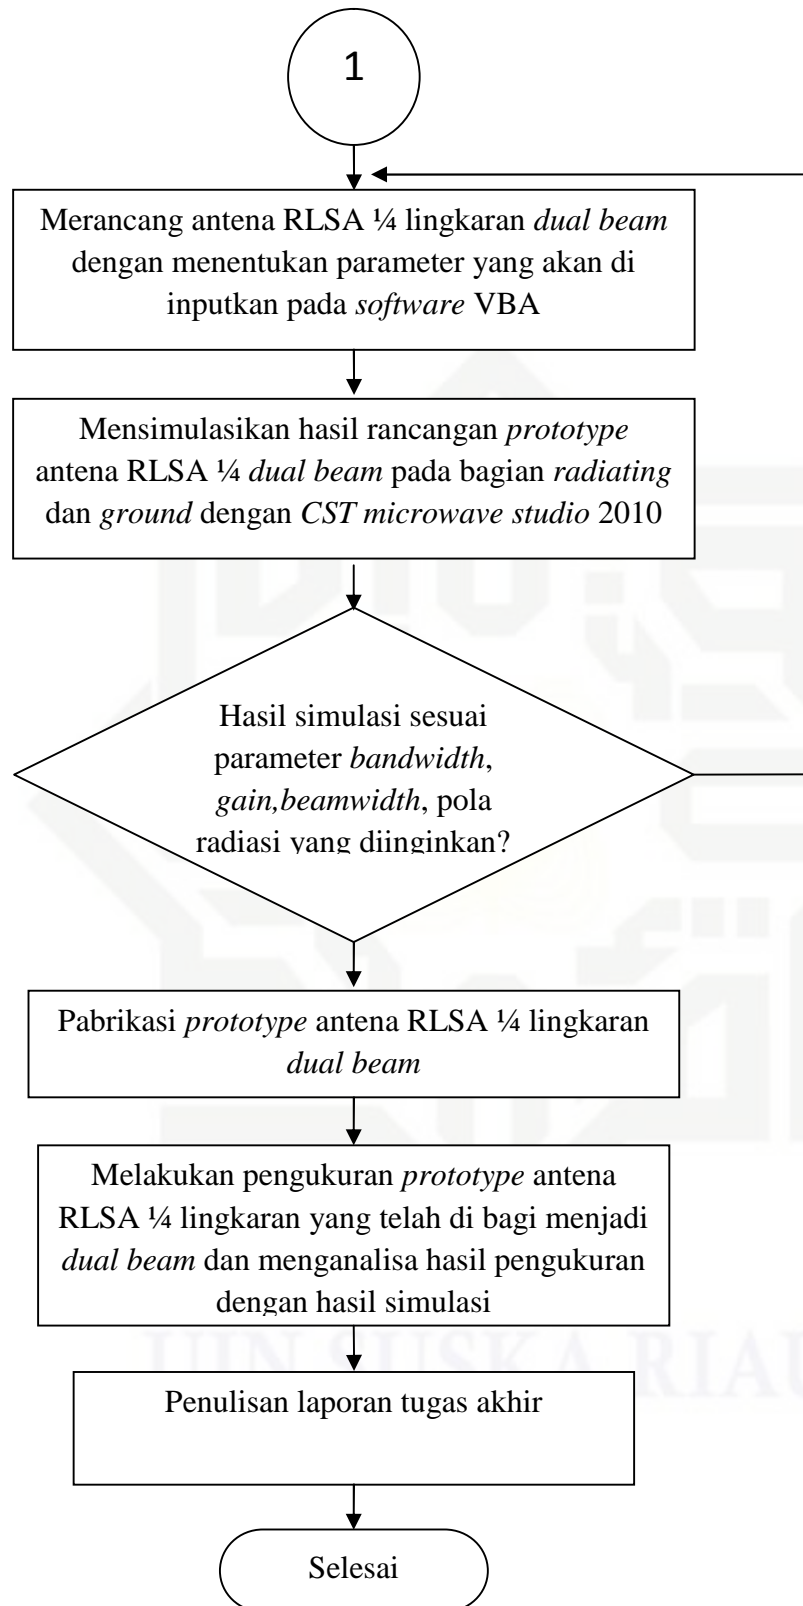 1
Merancang antena RLSA ¼ lingkaran dual beam
dengan menentukan parameter yang akan di
inputkan pada software VBA
Mensimulasikan hasil rancangan prototype
antena RLSA ¼ dual beam pada bagian radiating
dan ground dengan CST microwave studio 2010
Hasil simulasi sesuai
parameter bandwidth,
gain,beamwidth, pola
radiasi yang diinginkan?
Pabrikasi prototype antena RLSA ¼ lingkaran
dual beam
Melakukan pengukuran prototype antena
RLSA ¼ lingkaran yang telah di bagi menjadi
dual beam dan menganalisa hasil pengukuran
dengan hasil simulasi
UIN SUSKA RIAU
Penulisan laporan tugas akhir
Selesai